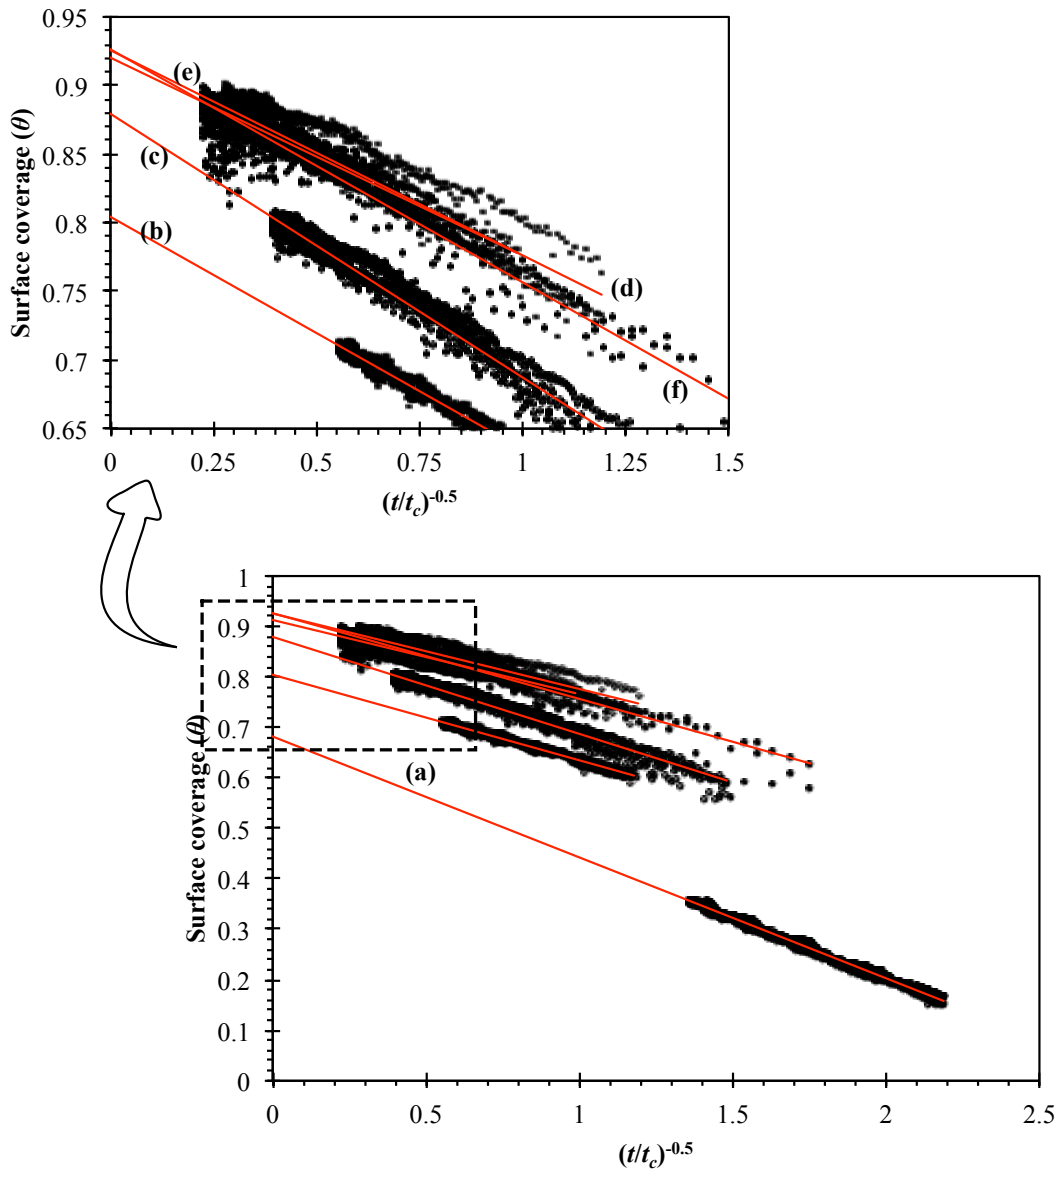 0.95
0.9
0.85
0.8
0.75
0.7
0.65
Surface coverage (θ)
(e)
(c)
(b)
(d)
(f)
0 0.25 0.5 0.75 1 1.25 1.5
(t/tc)-0.5
1
0.9
0.8
0.7
0.6
0.5
0.4
0.3
0.2
0.1
0
Surface coverage (θ)
(a)
0 0.5 1 1.5 2 2.5
(t/tc)-0.5